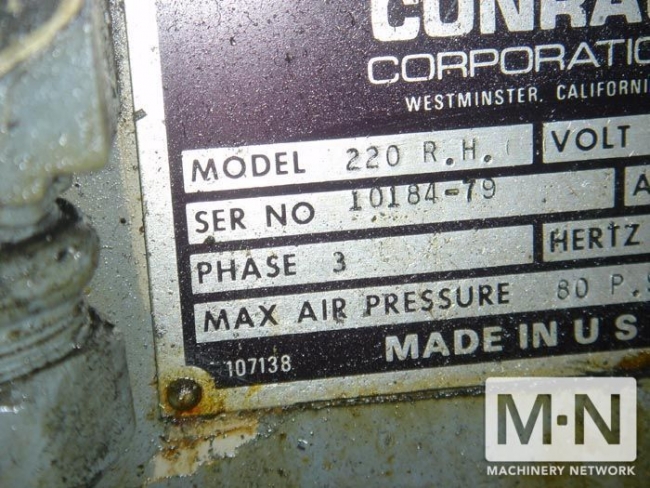 CONRAC
CORPORATIO
WESTMINSTER, CALIFORNI
MODEL 220 R.H. VOLT
SER NO 10184-79 A
PHASE 3 HERTZ
MAX AIR PRESSURE 80 P.S
MADE IN U S
107138
M·N
MACHINERY NETWORK